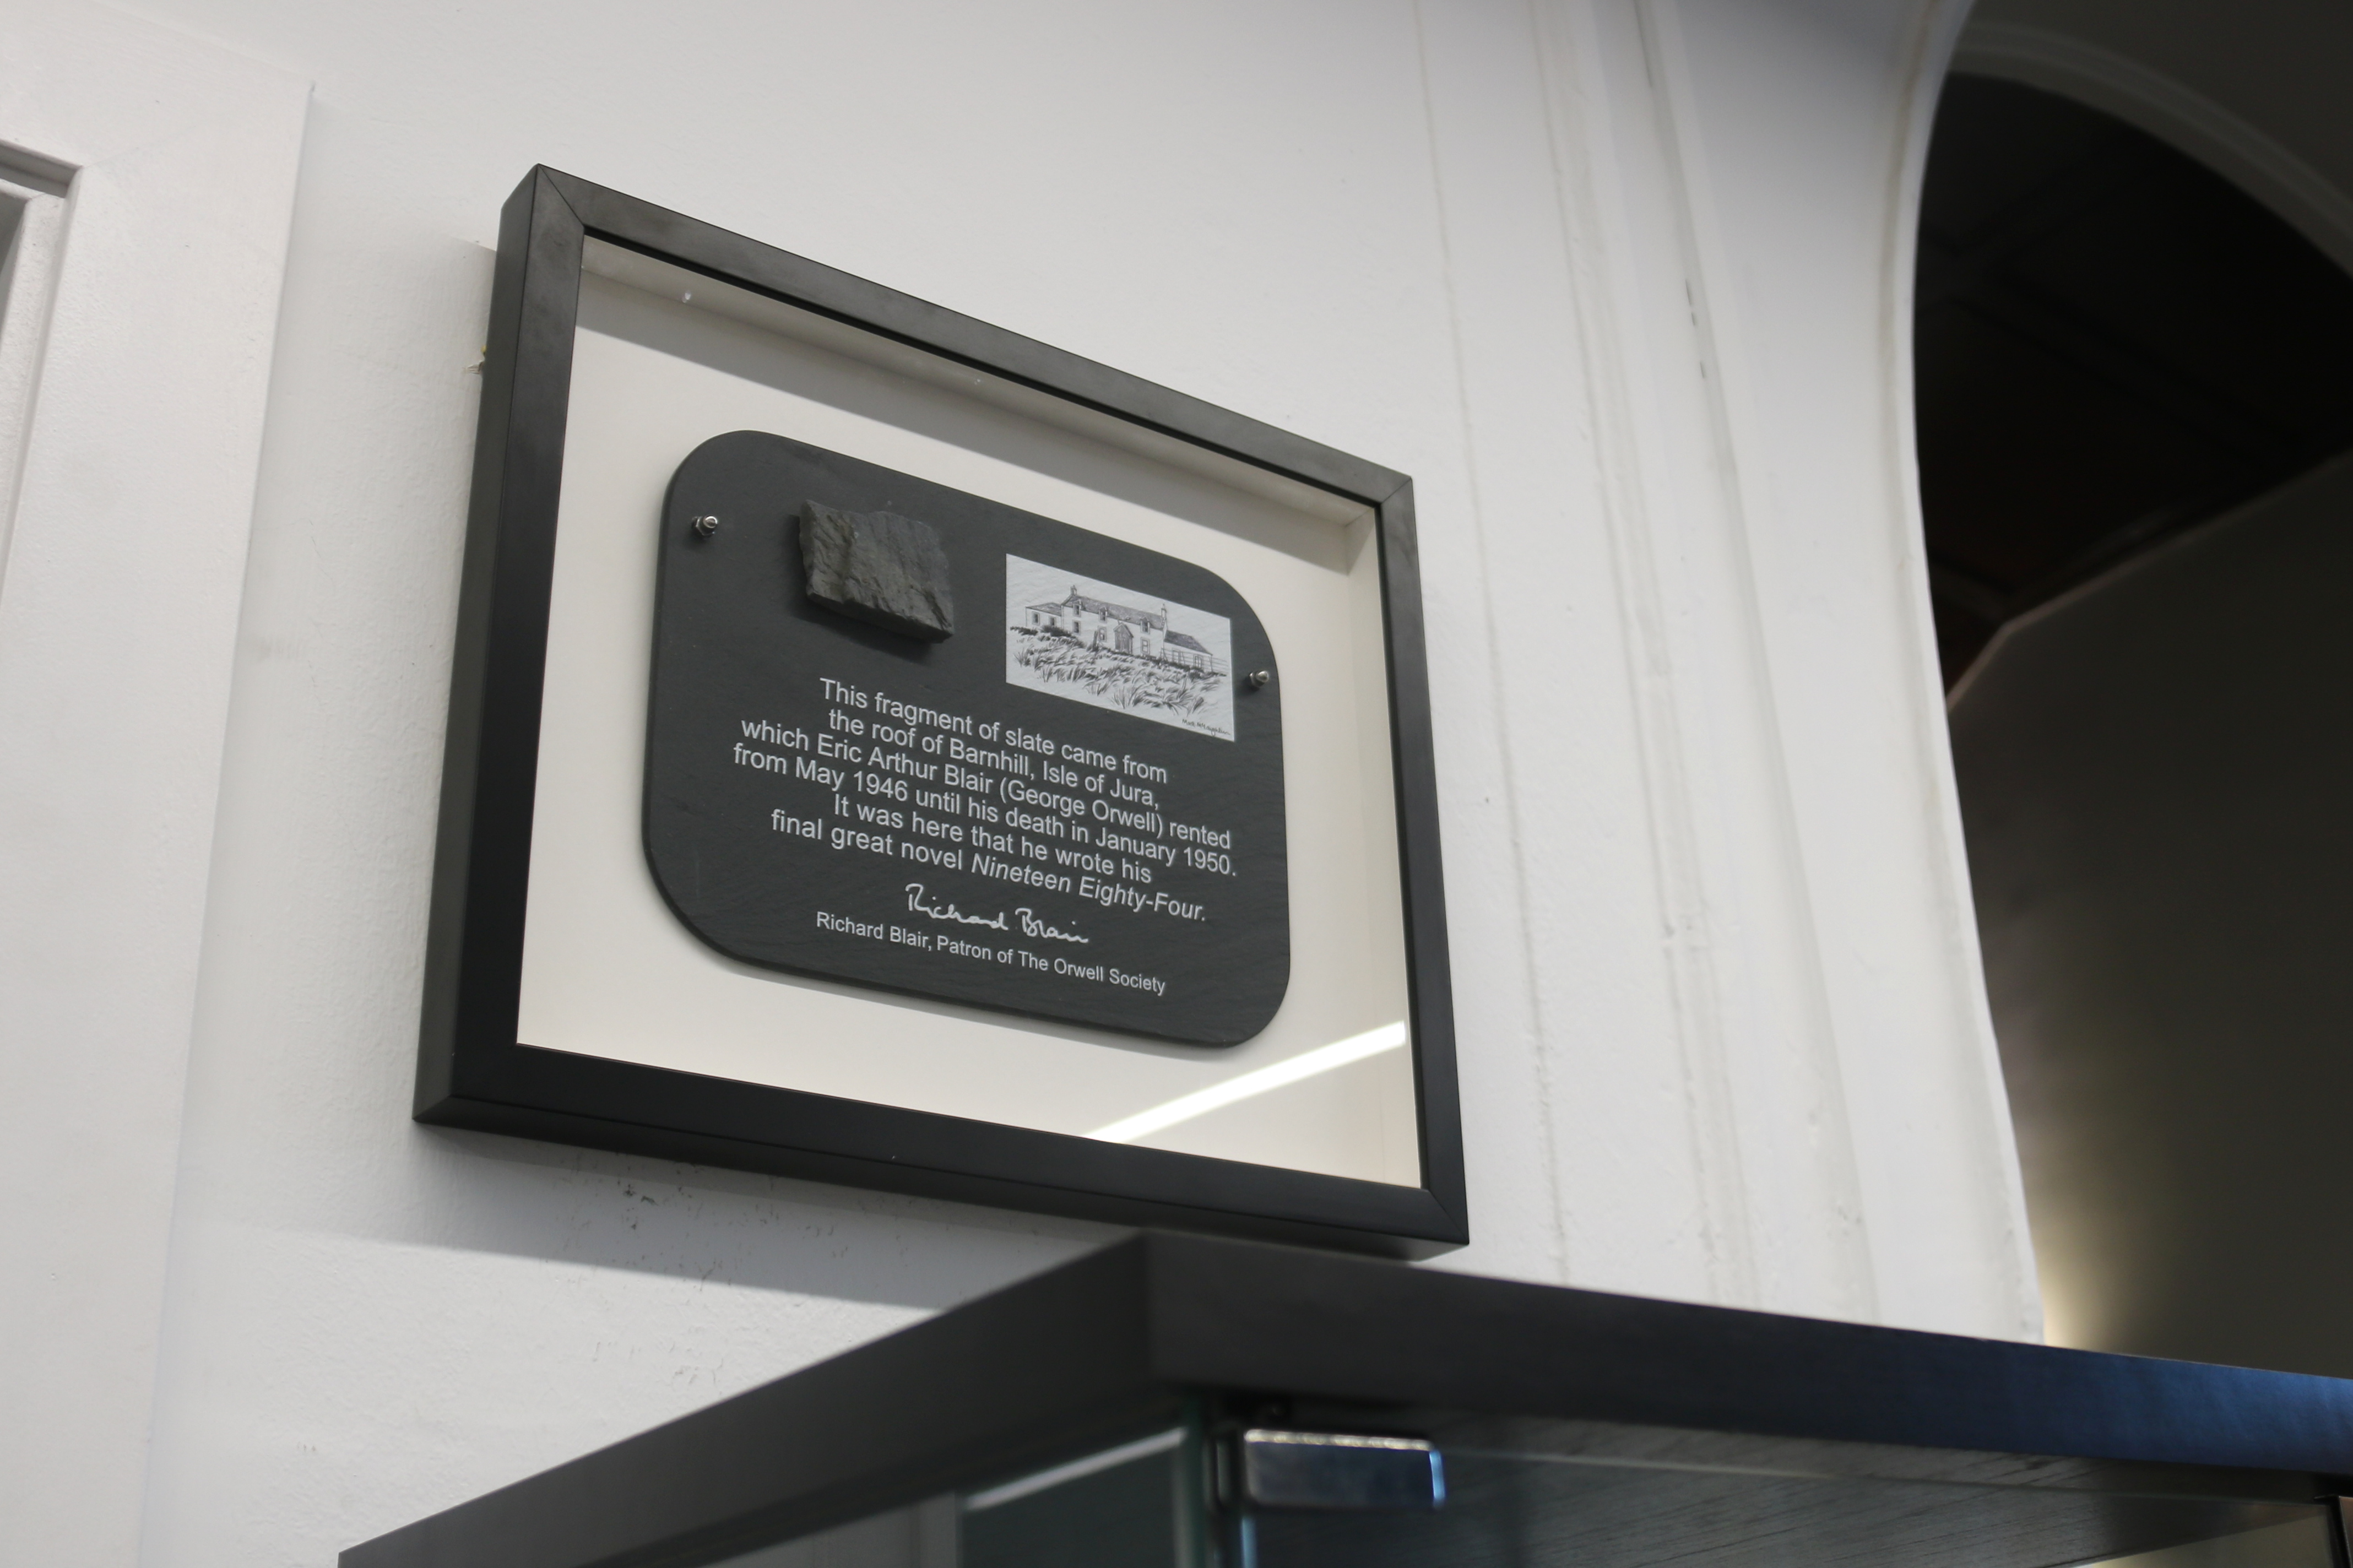 This fragment of slate came from
the roof of Barnhill, Isle of Jura,
which Eric Arthur Blair (George Orwell) rented
from May 1946 until his death in January 1950.
It was here that he wrote his
final great novel Nineteen Eighty-Four.
Richard Blair
Richard Blair, Patron of The Orwell Society